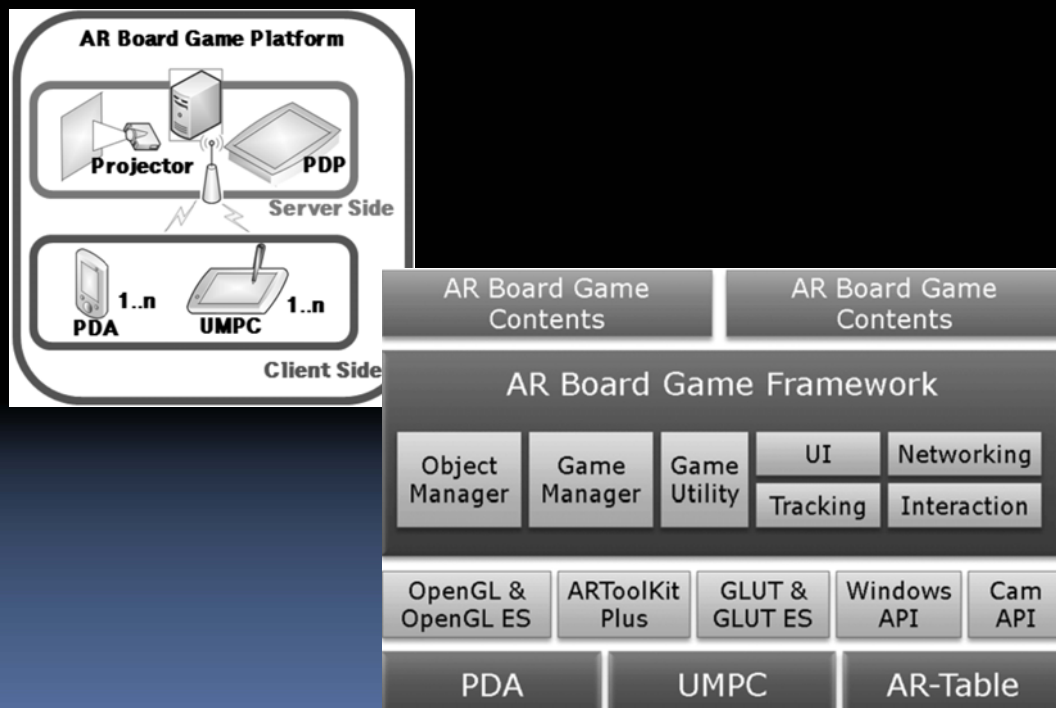 AR Board Game Platform
Projector
PDP
Server Side
1..n
PDA
1..n
UMPC
Client Side
AR Board Game
Contents
AR Board Game
Contents
AR Board Game Framework
Object
Manager
Game
Manager
Game
Utility
UI
Networking
Tracking
Interaction
OpenGL &
OpenGL ES
ARToolKit
Plus
GLUT &
GLUT ES
Windows
API
Cam
API
PDA
UMPC
AR-Table